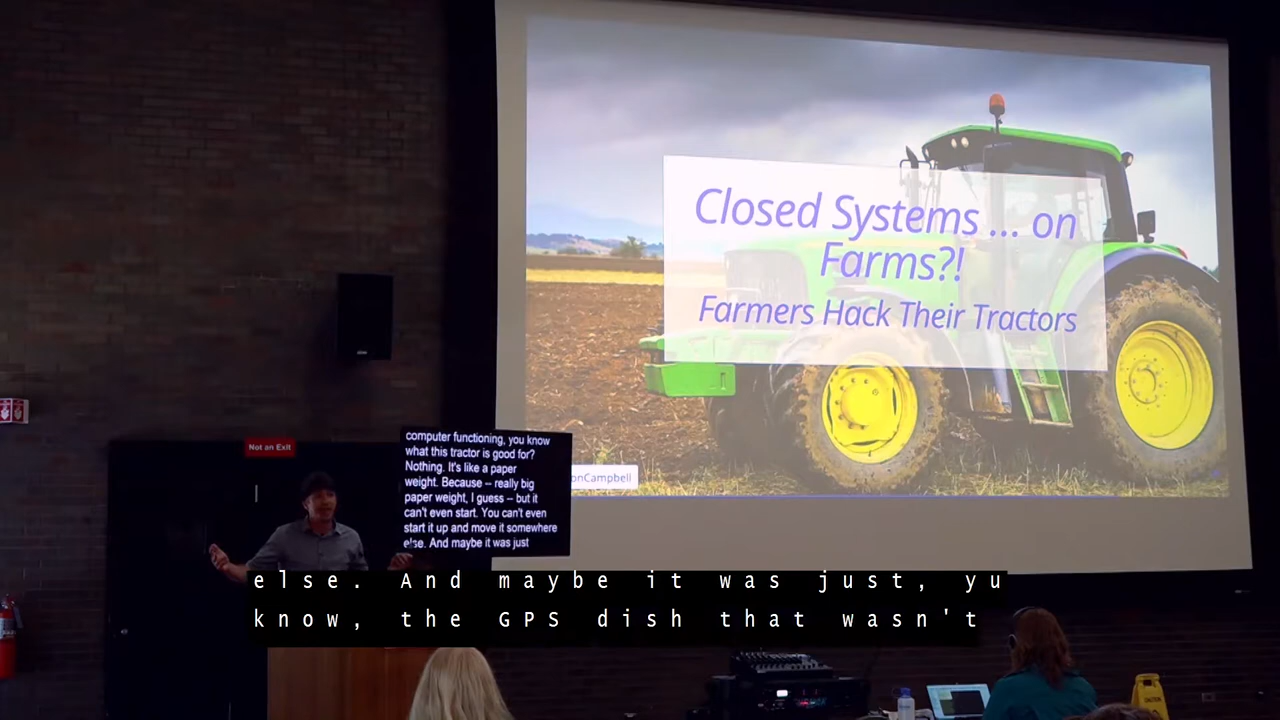 Closed Systems ... on
Farms?!
Farmers Hack Their Tractors
onCampbell
Not an Exit
computer functioning, you know
what this tractor is good for?
Nothing. It's like a paper
weight. Because -- really big
paper weight, I guess -- but it
can't even start. You can't even
start it up and move it somewhere
else. And maybe it was just
else. And maybe it was just, yu
know, the GPS dish that wasn't
CAUTION